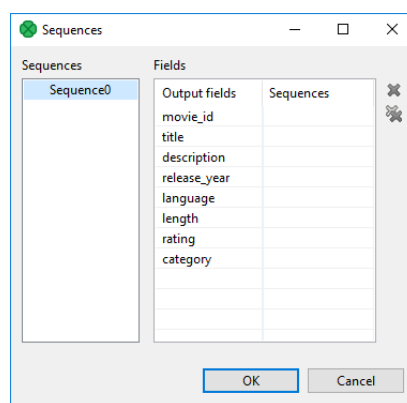 Sequences
Sequences
Fields
Sequence0
Output fields Sequences
movie_id
title
description
release_year
language
length
rating
category
OK Cancel